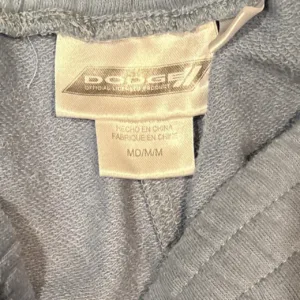 DODGE
OFFICIAL LICENSED PRODUCT
HECHO EN CHINA
FABRIQUE EN CHINE
MD/M/M